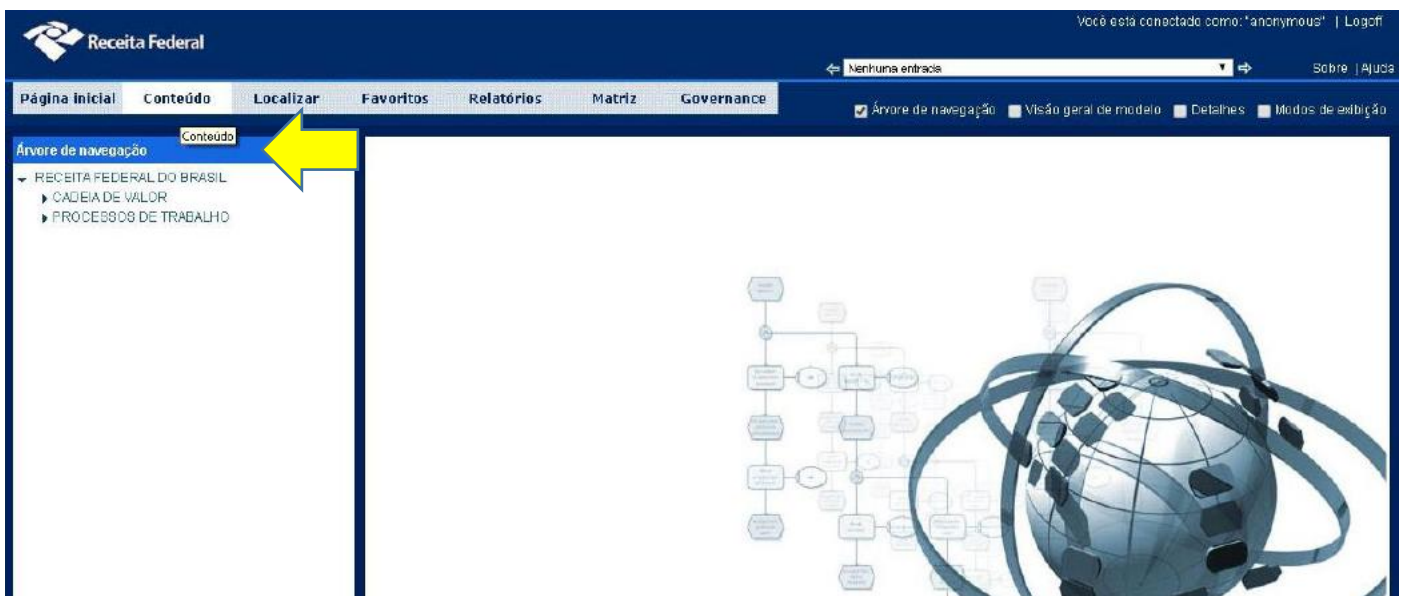 Você está conectado como: "anonymous" | Logoff
Receita Federal
Nenhuma entrada
Sobre | Ajuda
Página inicial Conteúdo Localizar Favoritos Relatórios Matriz Governance
Árvore de navegação Visão geral de modelo Detalhes Modos de exibição
Conteúdo
Árvore de navegação
RECEITA FEDERAL DO BRASIL
CADEIA DE VALOR
PROCESSOS DE TRABALHO